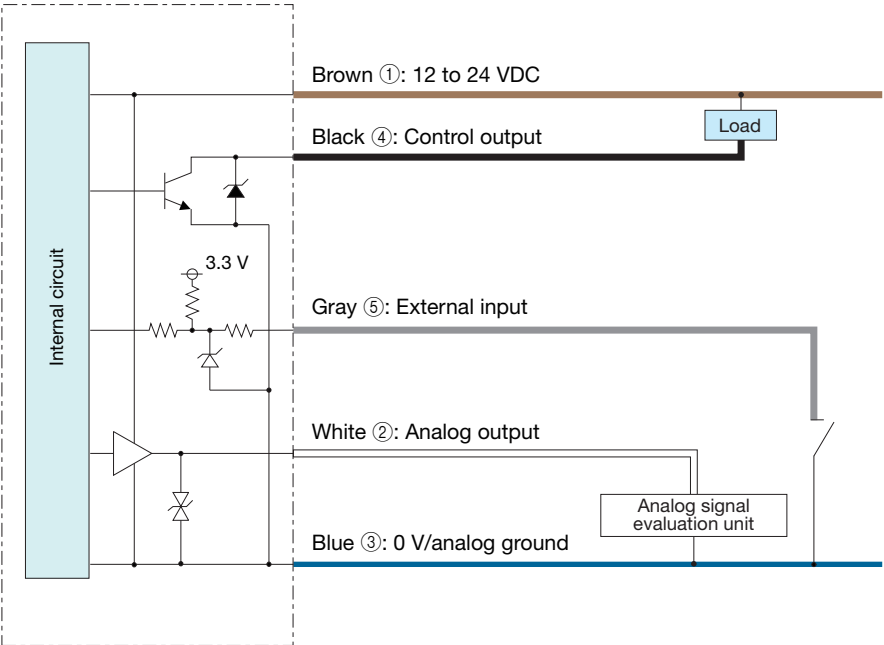 Brown ①: 12 to 24 VDC
Load
Black ④: Control output
3.3 V
Internal circuit
Gray ⑤: External input
White ②: Analog output
Analog signal
evaluation unit
Blue ③: 0 V/analog ground